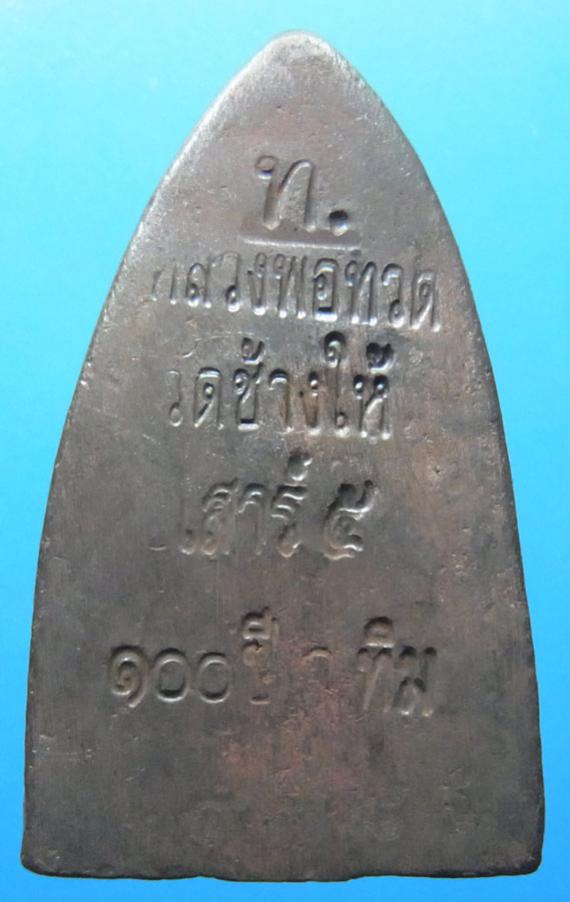 ท.
หลวงพ่อทวด
วัดช้างให้
เสาร์ ๕
๑๐๐ปี ทิม